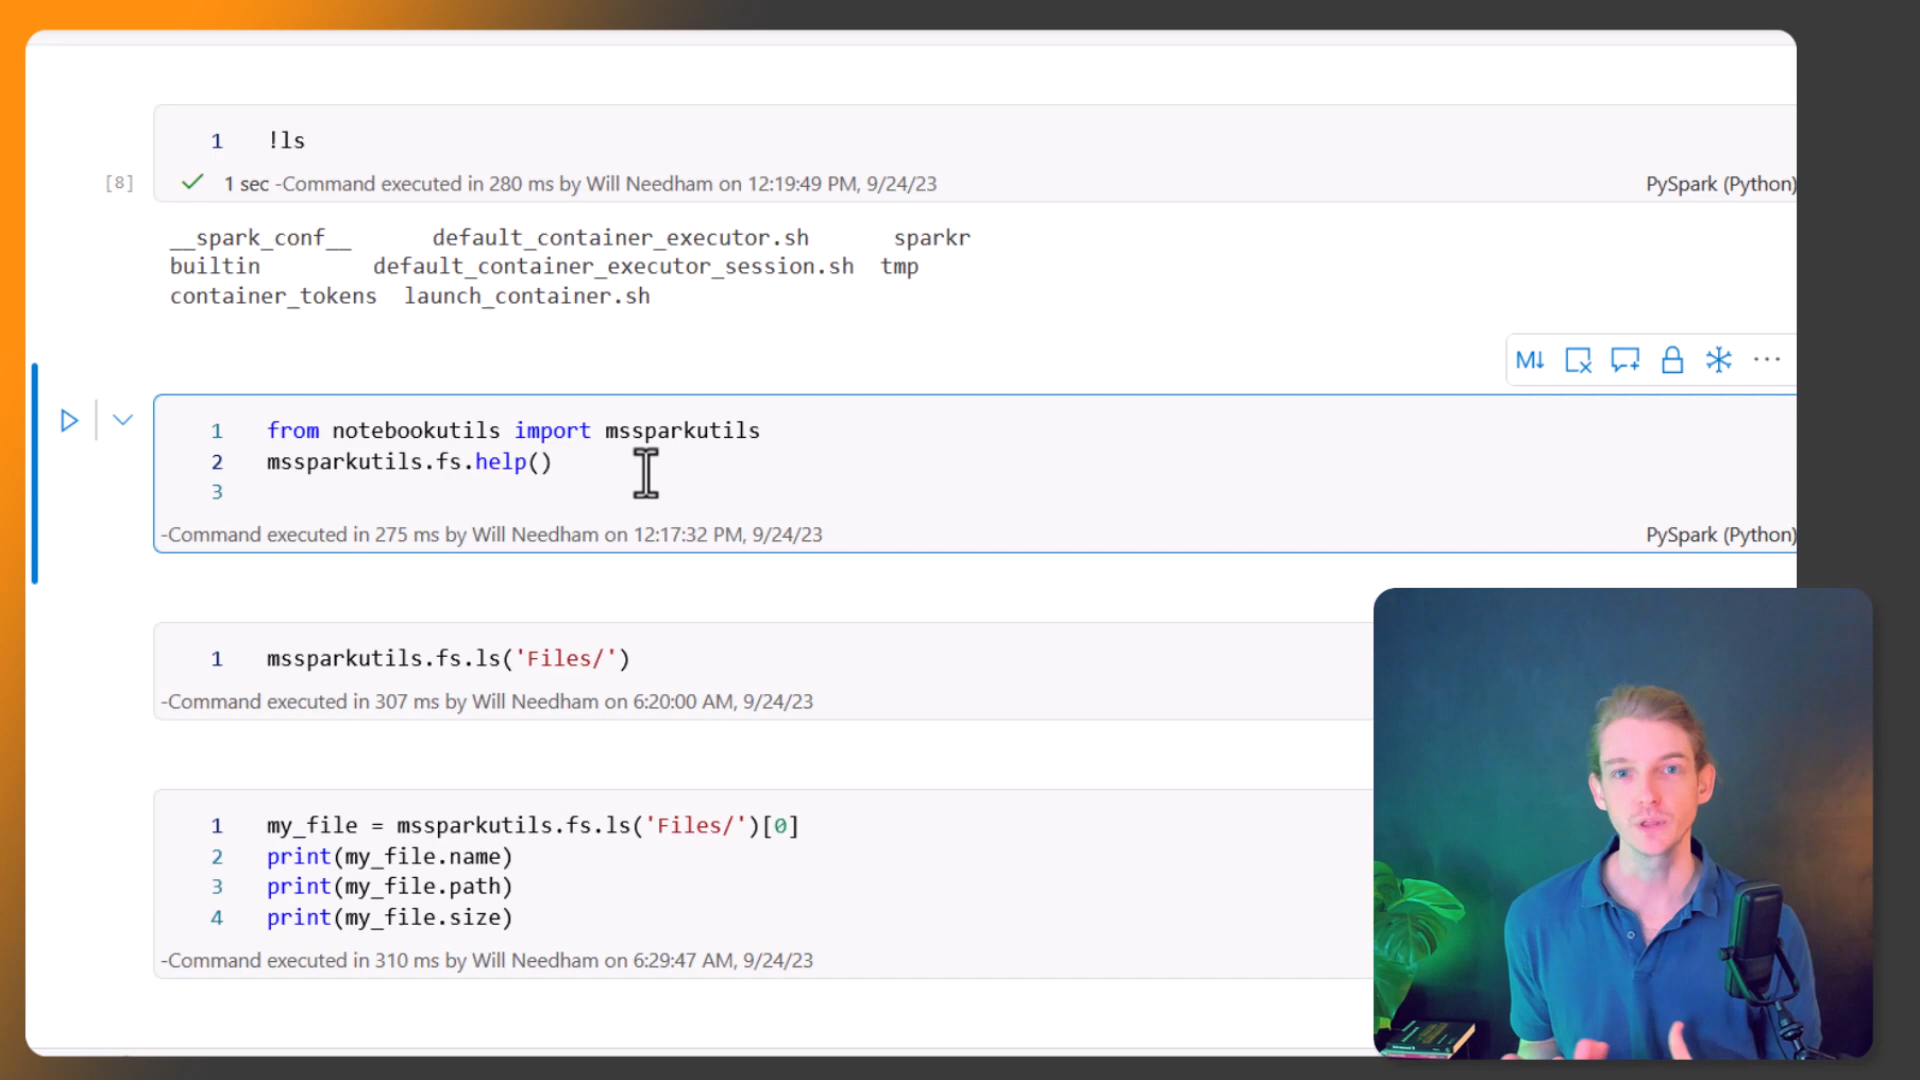 1 !ls
[8] 1 sec -Command executed in 280 ms by Will Needham on 12:19:49 PM, 9/24/23 PySpark (Python)
__spark_conf__ default_container_executor.sh sparkr
builtin default_container_executor_session.sh tmp
container_tokens launch_container.sh
M↓ ...
1 from notebookutils import mssparkutils
2 mssparkutils.fs.help()
3
-Command executed in 275 ms by Will Needham on 12:17:32 PM, 9/24/23 PySpark (Python)
1 mssparkutils.fs.ls('Files/')
-Command executed in 307 ms by Will Needham on 6:20:00 AM, 9/24/23
1 my_file = mssparkutils.fs.ls('Files/')[0]
2 print(my_file.name)
3 print(my_file.path)
4 print(my_file.size)
-Command executed in 310 ms by Will Needham on 6:29:47 AM, 9/24/23